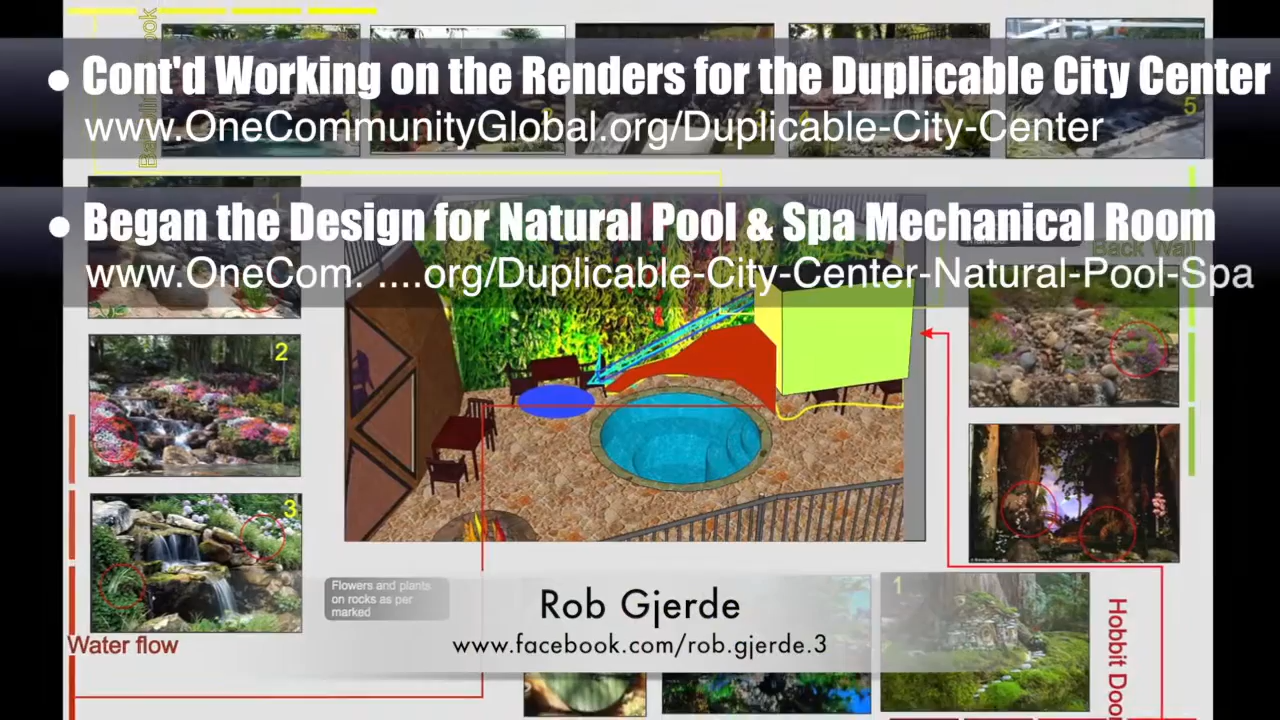 ● Cont'd Working on the Renders for the Duplicable City Center
www.OneCommunityGlobal.org/Duplicable-City-Center
5
● Began the Design for Natural Pool & Spa Mechanical Room
www.OneCom. ....org/Duplicable-City-Center-Natural-Pool-Spa
1
Back Wall
2
3
Flowers and plants
on rocks as per
marked
Water flow
Rob Gjerde
www.facebook.com/rob.gjerde.3
1
Hobbit Door